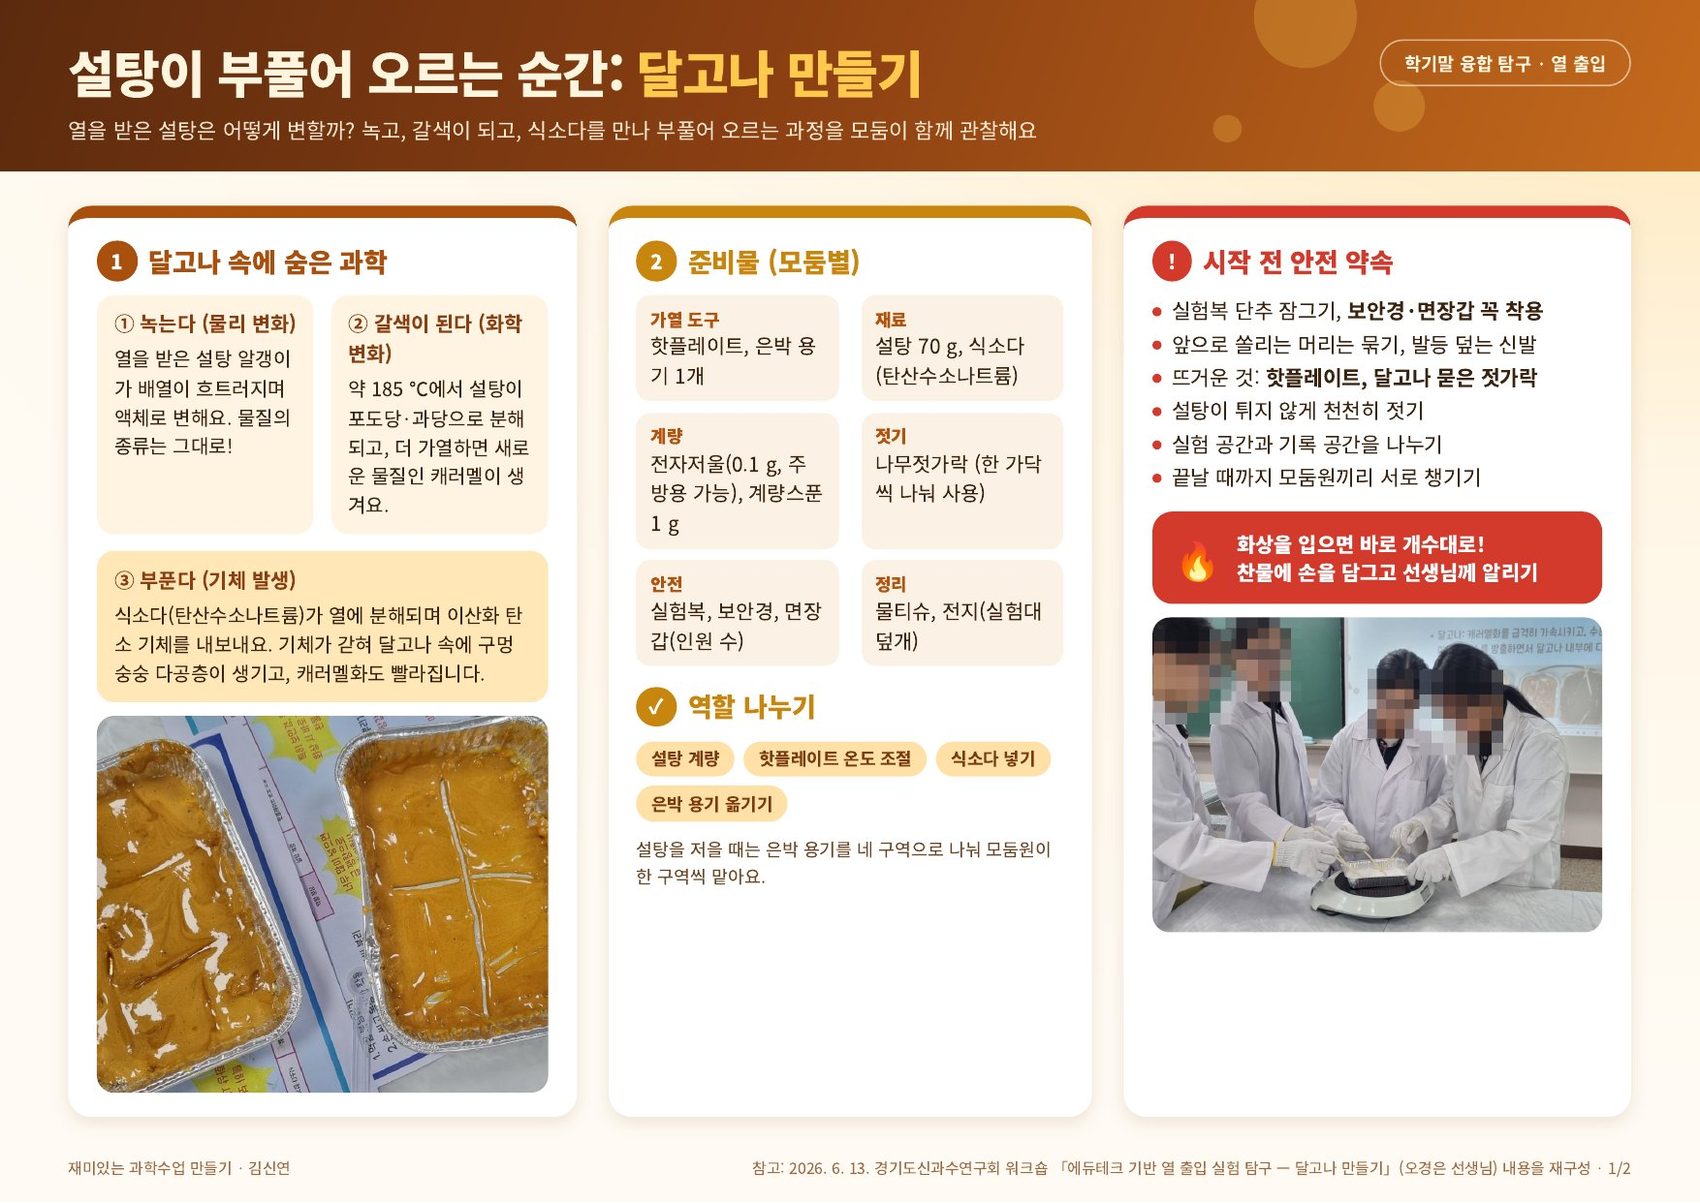 설탕이 부풀어 오르는 순간: 달고나 만들기
학기말 융합 탐구 · 열 출입
열을 받은 설탕은 어떻게 변할까? 녹고, 갈색이 되고, 식소다를 만나 부풀어 오르는 과정을 모둠이 함께 관찰해요
1 달고나 속에 숨은 과학
① 녹는다 (물리 변화)
열을 받은 설탕 알갱이
가 배열이 흐트러지며
액체로 변해요. 물질의
종류는 그대로!
② 갈색이 된다 (화학
변화)
약 185 ℃에서 설탕이
포도당·과당으로 분해
되고, 더 가열하면 새로
운 물질인 캐러멜이 생
겨요.
③ 부푼다 (기체 발생)
식소다(탄산수소나트륨)가 열에 분해되며 이산화 탄
소 기체를 내보내요. 기체가 갇혀 달고나 속에 구멍
숭숭 다공층이 생기고, 캐러멜화도 빨라집니다.
2 준비물 (모둠별)
가열 도구
핫플레이트, 은박 용
기 1개
재료
설탕 70 g, 식소다
(탄산수소나트륨)
계량
전자저울(0.1 g, 주
방용 가능), 계량스푼
1 g
젓기
나무젓가락 (한 가닥
씩 나눠 사용)
안전
실험복, 보안경, 면장
갑(인원 수)
정리
물티슈, 전지(실험대
덮개)
✓ 역할 나누기
설탕 계량
핫플레이트 온도 조절
식소다 넣기
은박 용기 옮기기
설탕을 저을 때는 은박 용기를 네 구역으로 나눠 모둠원이
한 구역씩 맡아요.
! 시작 전 안전 약속
실험복 단추 잠그기, 보안경·면장갑 꼭 착용
앞으로 쏠리는 머리는 묶기, 발등 덮는 신발
뜨거운 것: 핫플레이트, 달고나 묻은 젓가락
설탕이 튀지 않게 천천히 젓기
실험 공간과 기록 공간을 나누기
끝날 때까지 모둠원끼리 서로 챙기기
화상을 입으면 바로 개수대로!
찬물에 손을 담그고 선생님께 알리기
달고나: 캐러멜화를 급격히 가속시키고,
방출하면서 달고나 내부에
재미있는 과학수업 만들기 · 김신연
참고: 2026. 6. 13. 경기도신과수연구회 워크숍 「에듀테크 기반 열 출입 실험 탐구 — 달고나 만들기」(오경은 선생님) 내용을 재구성 · 1/2